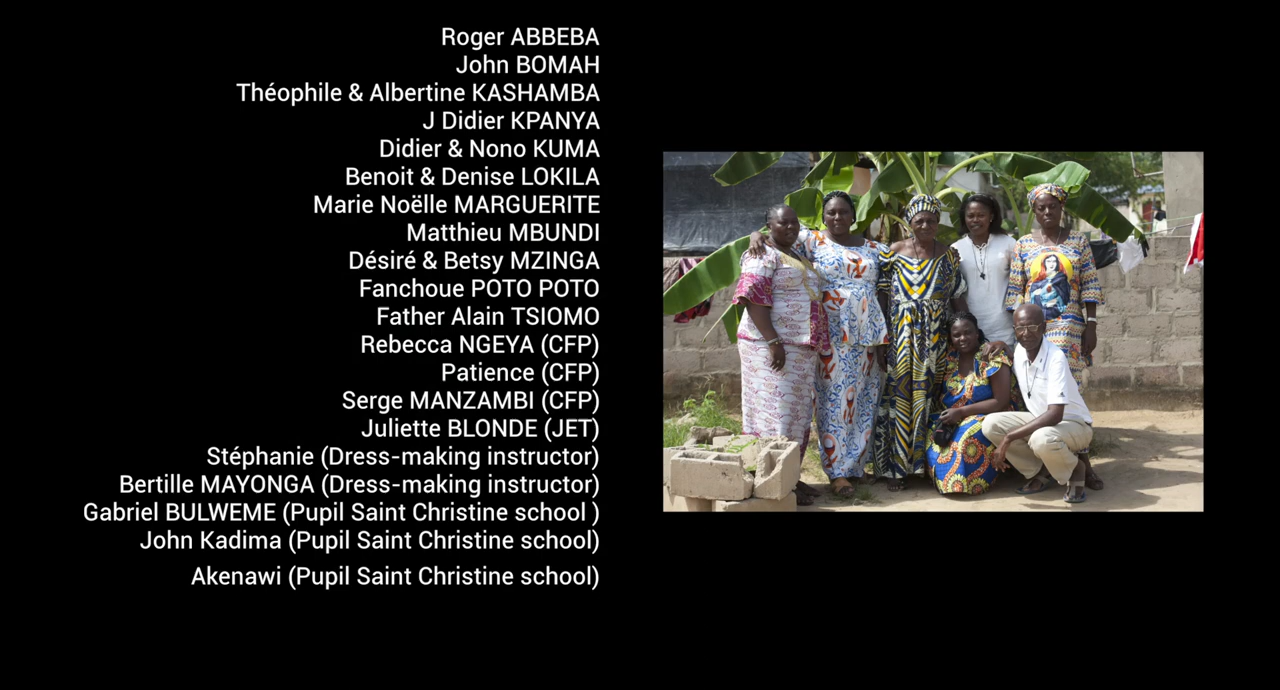 Roger ABBEBA
John BOMAH
Théophile & Albertine KASHAMBA
J Didier KPANYA
Didier & Nono KUMA
Benoit & Denise LOKILA
Marie Noëlle MARGUERITE
Matthieu MBUNDI
Désiré & Betsy MZINGA
Fanchoue POTO POTO
Father Alain TSIOMO
Rebecca NGEYA (CFP)
Patience (CFP)
Serge MANZAMBI (CFP)
Juliette BLONDE (JET)
Stéphanie (Dress-making instructor)
Bertille MAYONGA (Dress-making instructor)
Gabriel BULWEME (Pupil Saint Christine school )
John Kadima (Pupil Saint Christine school)
Akenawi (Pupil Saint Christine school)